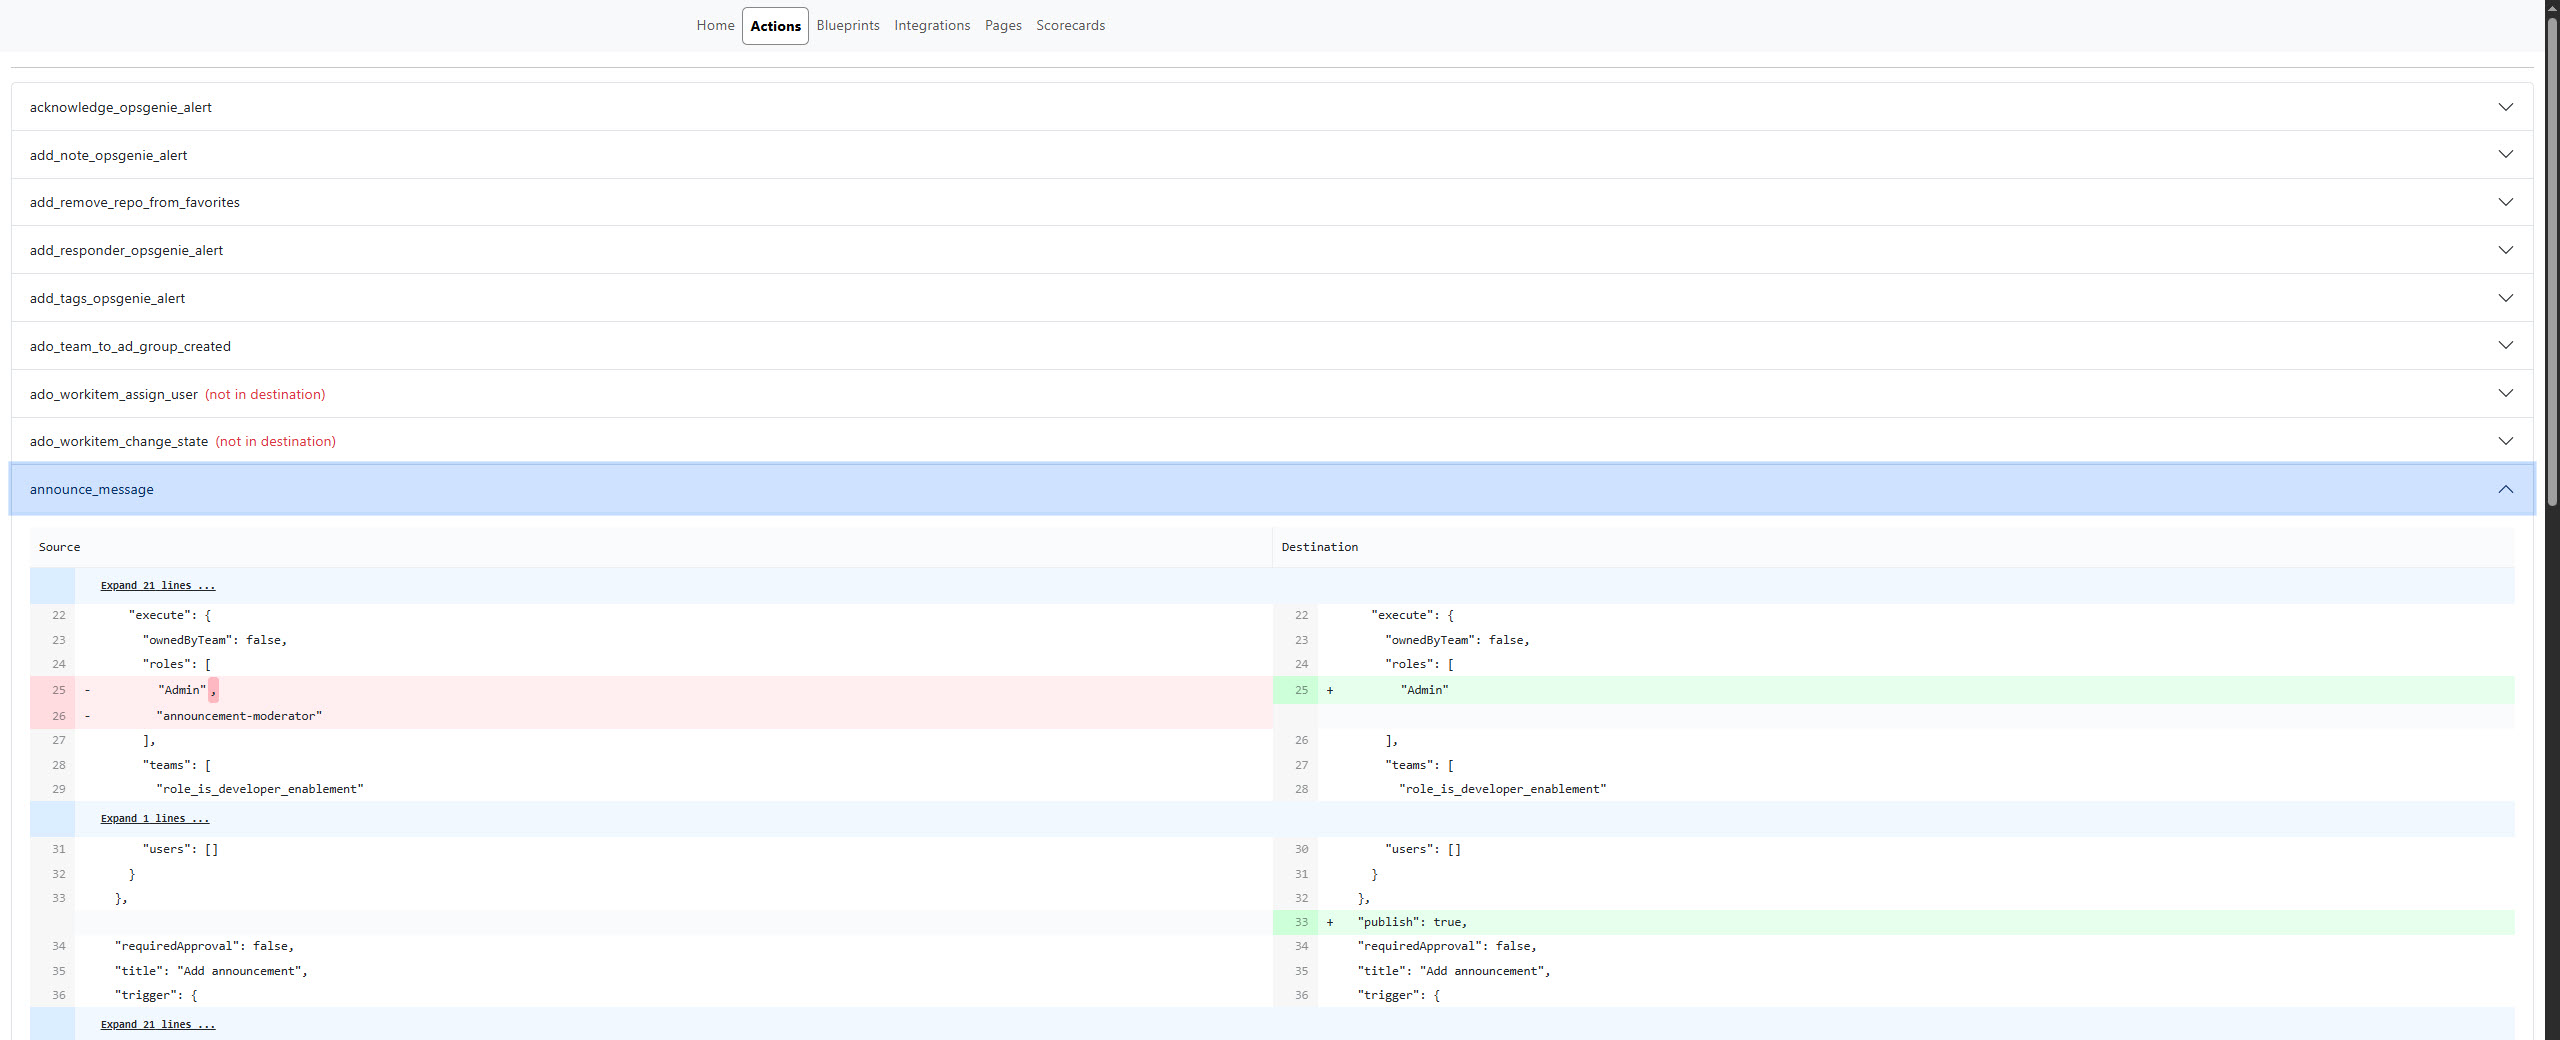 Home Actions Blueprints Integrations Pages Scorecards
acknowledge_opsgenie_alert
add_note_opsgenie_alert
add_remove_repo_from_favorites
add_responder_opsgenie_alert
add_tags_opsgenie_alert
ado_team_to_ad_group_created
ado_workitem_assign_user (not in destination)
ado_workitem_change_state (not in destination)
announce_message
Source Destination
Expand 21 lines ...
22 "execute": { 22 "execute": {
23 "ownedByTeam": false, 23 "ownedByTeam": false,
24 "roles": [ 24 "roles": [
25 - "Admin", 25 + "Admin"
26 - "announcement-moderator"
27 ], 26 ],
28 "teams": [ 27 "teams": [
29 "role_is_developer_enablement" 28 "role_is_developer_enablement"
Expand 1 lines ...
31 "users": [] 30 "users": []
32 } 31 }
33 }, 32 },
33 + "publish": true,
34 "requiredApproval": false, 34 "requiredApproval": false,
35 "title": "Add announcement", 35 "title": "Add announcement",
36 "trigger": { 36 "trigger": {
Expand 21 lines ...